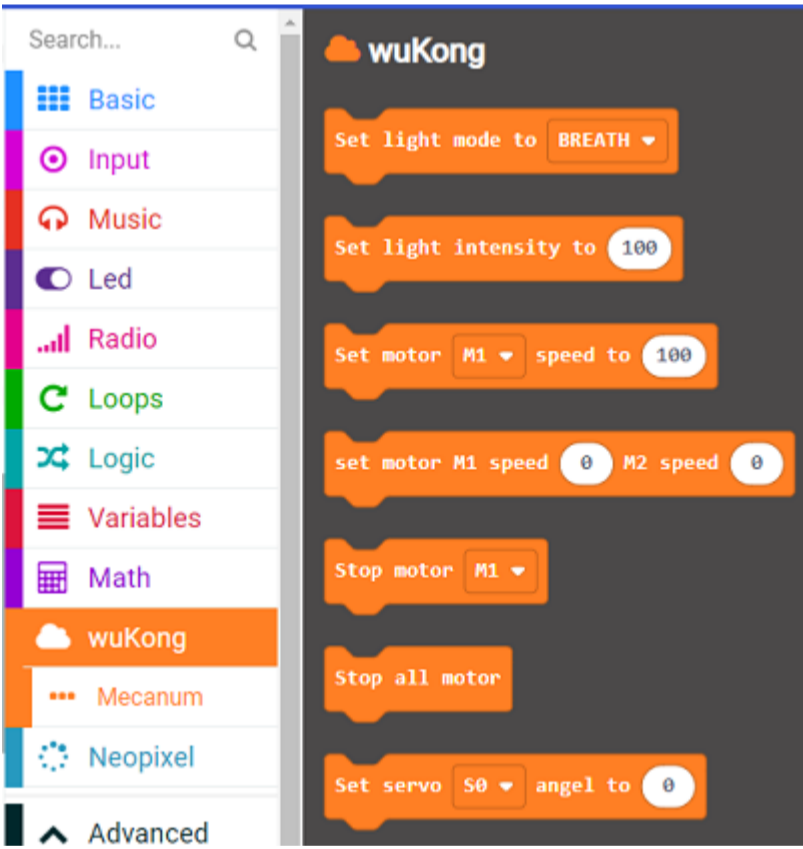 Search...
Basic
Input
Music
Led
Radio
Loops
Logic
Variables
Math
wuKong
Mecanum
Neopixel
Advanced
wuKong
Set light mode to BREATH
Set light intensity to 100
Set motor M1 speed to 100
set motor M1 speed 0 M2 speed 0
Stop motor M1
Stop all motor
Set servo S0 angel to 0